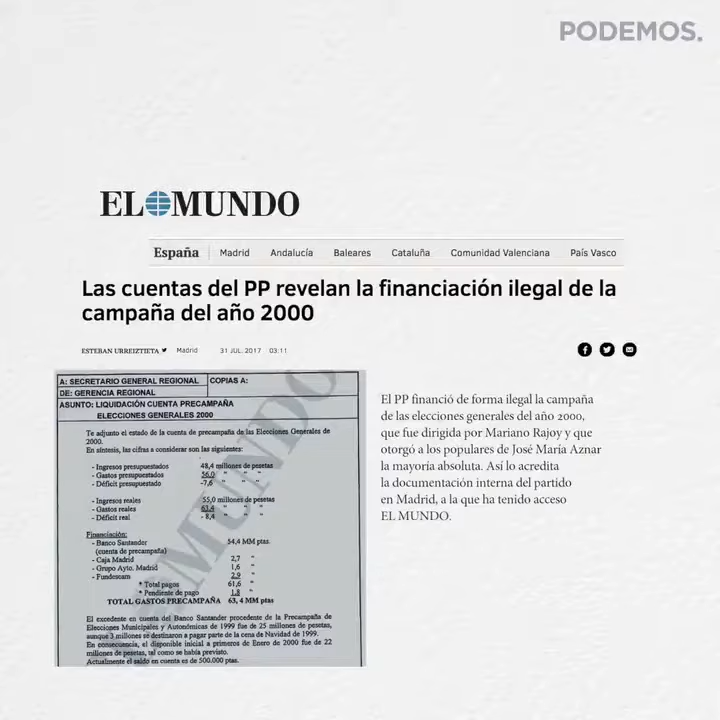 PODEMOS.
EL MUNDO
España Madrid Andalucía Baleares Cataluña Comunidad Valenciana País Vasco
Las cuentas del PP revelan la financiación ilegal de la
campaña del año 2000
ESTEBAN URREIZTIETA Madrid 31 JUL. 2017 03:11
A: SECRETARIO GENERAL REGIONAL COPIAS A:
DE: GERENCIA REGIONAL
ASUNTO: LIQUIDACIÓN CUENTA PRECAMPAÑA
ELECCIONES GENERALES 2000
Te adjunto el estado de la cuenta de precampaña de las Elecciones Generales de
2000.
En síntesis, las cifras a considerar son las siguientes:
- Ingresos presupuestados 48,4 millones de pesetas
- Gastos presupuestados 56,0 " " "
- Déficit presupuestado -7,6 " " "
- Ingresos reales 55,0 millones de pesetas
- Gastos reales 63,4 " " "
- Déficit real - 8,4 " " "
Financiación:
- Banco Santander 54,4 MM ptas.
(cuenta de precampaña)
- Caja Madrid 2,7 "
- Grupo Ayto. Madrid 1,6 "
- Fundescam 2,9 "
* Total pagos 61,6 "
* Pendiente de pago 1,8 "
TOTAL GASTOS PRECAMPAÑA 63,4 MM ptas
El excedente en cuenta del Banco Santander procedente de la Precampaña de
Elecciones Municipales y Autonómicas de 1999 fue de 25 millones de pesetas,
aunque 3 millones se destinaron a pagar parte de la cena de Navidad de 1999.
En consecuencia, el disponible inicial a primeros de Enero de 2000 fue de 22
millones de pesetas, tal como se había previsto.
Actualmente el saldo en cuenta es de 500.000 ptas.
EL MUNDO
El PP financió de forma ilegal la campaña
de las elecciones generales del año 2000,
que fue dirigida por Mariano Rajoy y que
otorgó a los populares de José María Aznar
la mayoría absoluta. Así lo acredita
la documentación interna del partido
en Madrid, a la que ha tenido acceso
EL MUNDO.